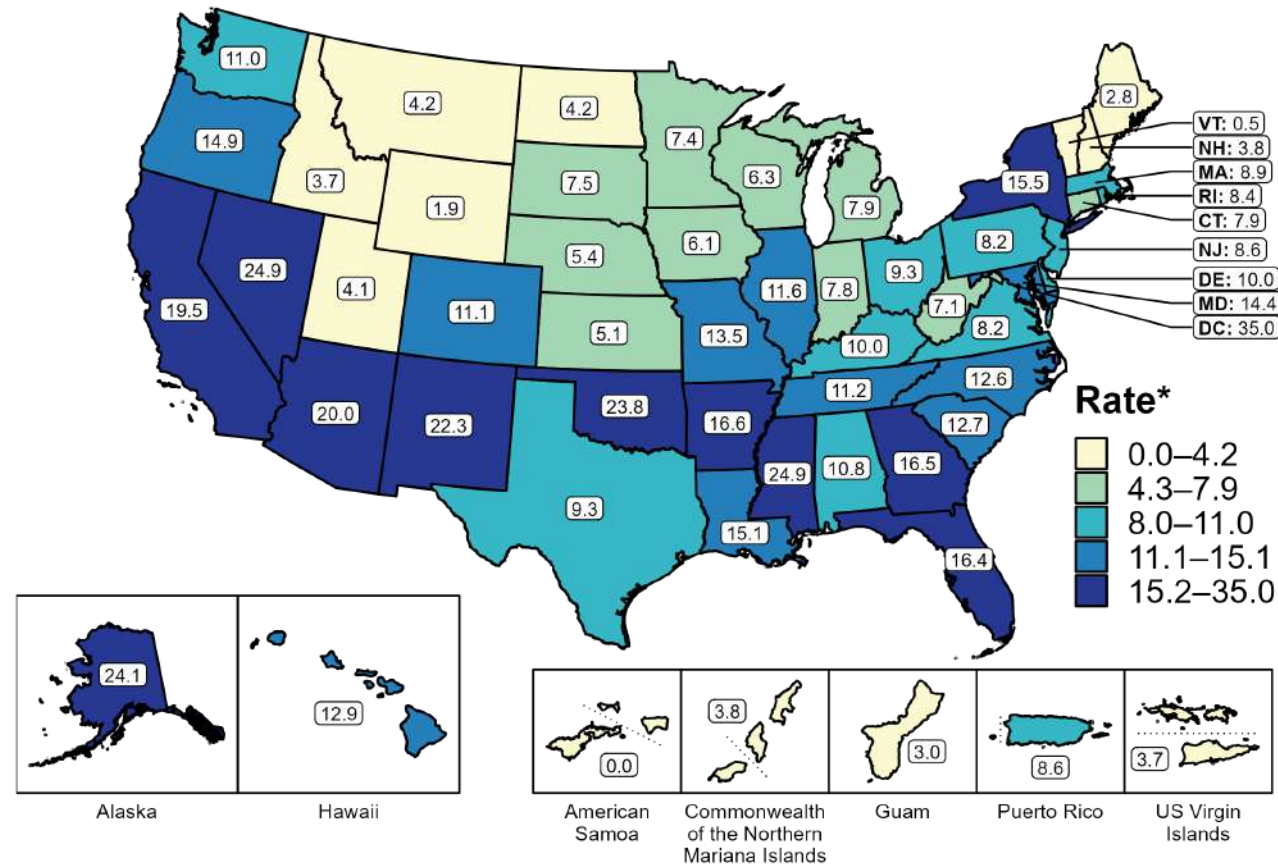 11.0
4.2
4.2
2.8
7.4
VT: 0.5
NH: 3.8
14.9
MA: 8.9
6.3
15.5
RI: 8.4
3.7
7.5
7.9
CT: 7.9
1.9
NJ: 8.6
8.2
6.1
5.4
9.3
24.9
DE: 10.0
4.1
11.6
7.8
MD: 14.4
19.5
11.1
7.1
DC: 35.0
5.1
13.5
8.2
10.0
11.2
12.6
Rate*
20.0
22.3
23.8
16.6
12.7
0.0–4.2
24.9
10.8
16.5
4.3–7.9
9.3
8.0–11.0
15.1
11.1–15.1
16.4
15.2–35.0
24.1
12.9
3.8
0.0
3.0
8.6
3.7
Alaska
Hawaii
American
Samoa
Commonwealth
of the Northern
Mariana Islands
Guam
Puerto Rico
US Virgin
Islands